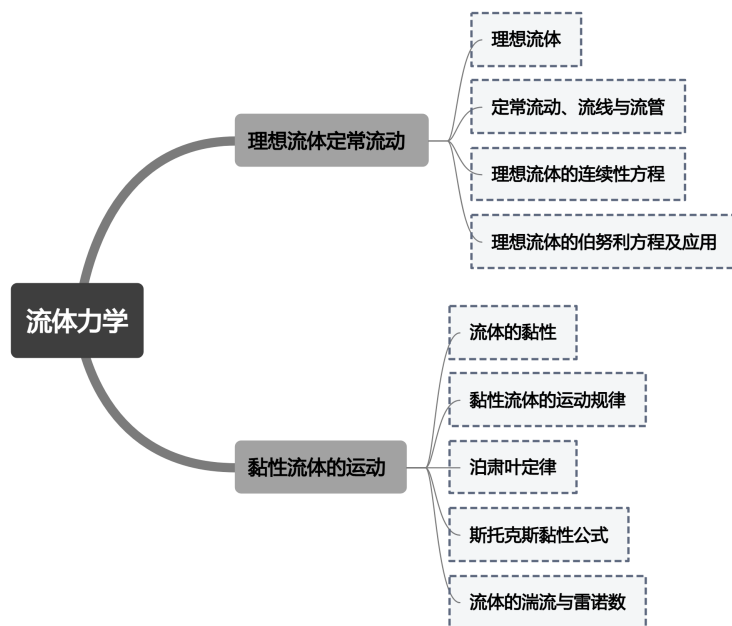 流体力学
理想流体定常流动
理想流体
定常流动、流线与流管
理想流体的连续性方程
理想流体的伯努利方程及应用
黏性流体的运动
流体的黏性
黏性流体的运动规律
泊肃叶定律
斯托克斯黏性公式
流体的湍流与雷诺数